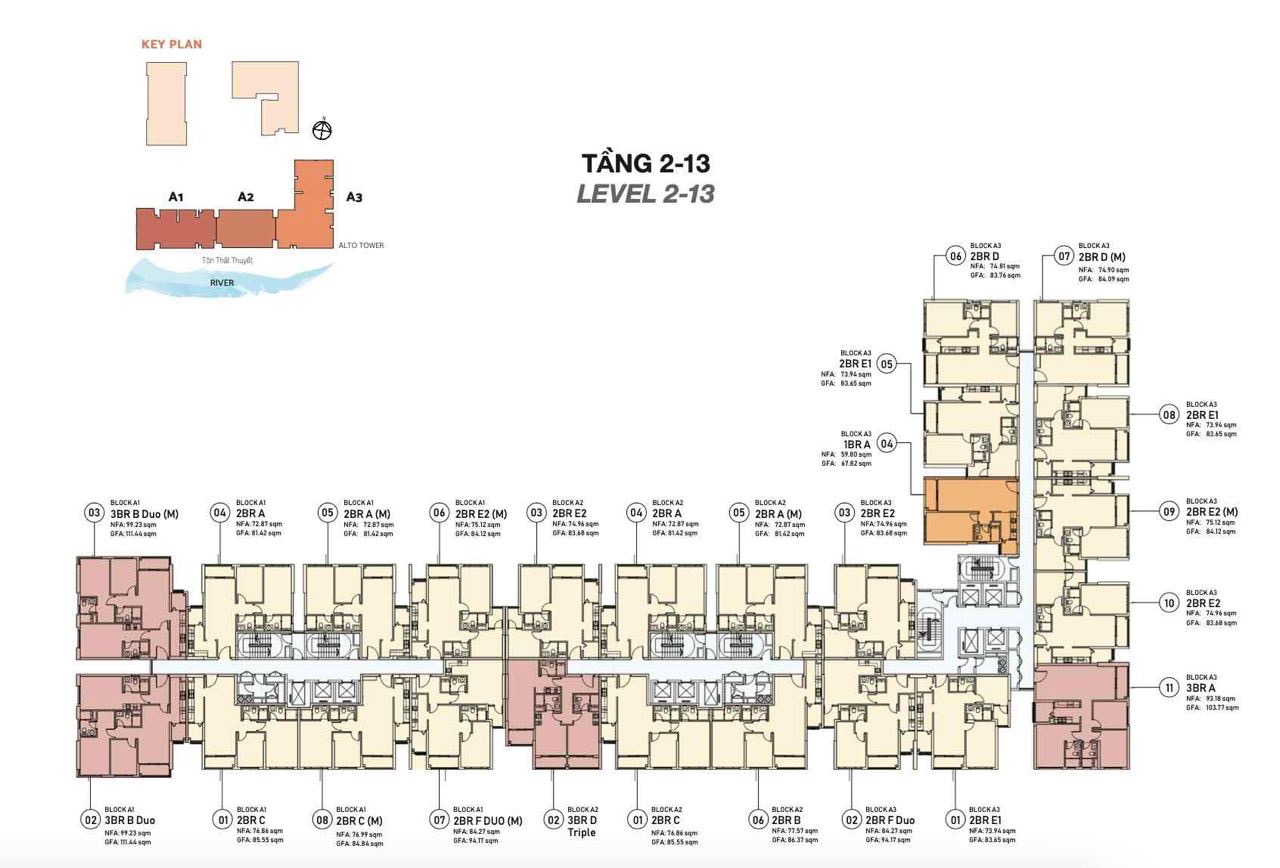 KEY PLAN
N
A1
A2
A3
ALTO TOWER
Tôn Thất Thuyết
RIVER
TẦNG 2-13
LEVEL 2-13
06
BLOCK A3
2BR D
NFA: 74.81 sqm
GFA: 83.76 sqm
07
BLOCK A3
2BR D (M)
NFA: 74.90 sqm
GFA: 84.09 sqm
BLOCK A3
2BR E1
NFA: 73.94 sqm
GFA: 83.65 sqm
05
BLOCK A3
1BR A
NFA: 59.80 sqm
GFA: 67.82 sqm
04
08
BLOCK A3
2BR E1
NFA: 73.94 sqm
GFA: 83.65 sqm
09
BLOCK A3
2BR E2 (M)
NFA: 75.12 sqm
GFA: 84.12 sqm
10
BLOCK A3
2BR E2
NFA: 74.96 sqm
GFA: 83.68 sqm
11
BLOCK A3
3BR A
NFA: 93.18 sqm
GFA: 103.77 sqm
03
BLOCK A1
3BR B Duo (M)
NFA: 99.23 sqm
GFA: 111.44 sqm
04
BLOCK A1
2BR A
NFA: 72.87 sqm
GFA: 81.42 sqm
05
BLOCK A1
2BR A (M)
NFA: 72.87 sqm
GFA: 81.42 sqm
06
BLOCK A1
2BR E2 (M)
NFA: 75.12 sqm
GFA: 84.12 sqm
03
BLOCK A2
2BR E2
NFA: 74.96 sqm
GFA: 83.68 sqm
04
BLOCK A2
2BR A
NFA: 72.87 sqm
GFA: 81.42 sqm
05
BLOCK A2
2BR A (M)
NFA: 72.87 sqm
GFA: 81.42 sqm
03
BLOCK A3
2BR E2
NFA: 74.96 sqm
GFA: 83.68 sqm
02
BLOCK A1
3BR B Duo
NFA: 99.23 sqm
GFA: 111.44 sqm
01
BLOCK A1
2BR C
NFA: 76.86 sqm
GFA: 85.55 sqm
08
BLOCK A1
2BR C (M)
NFA: 76.99 sqm
GFA: 84.84 sqm
07
BLOCK A1
2BR F DUO (M)
NFA: 84.27 sqm
GFA: 94.17 sqm
02
BLOCK A2
3BR D
Triple
01
BLOCK A2
2BR C
NFA: 76.86 sqm
GFA: 85.55 sqm
06
BLOCK A2
2BR B
NFA: 77.57 sqm
GFA: 86.37 sqm
02
BLOCK A3
2BR F Duo
NFA: 84.27 sqm
GFA: 94.17 sqm
01
BLOCK A3
2BR E1
NFA: 73.94 sqm
GFA: 83.65 sqm